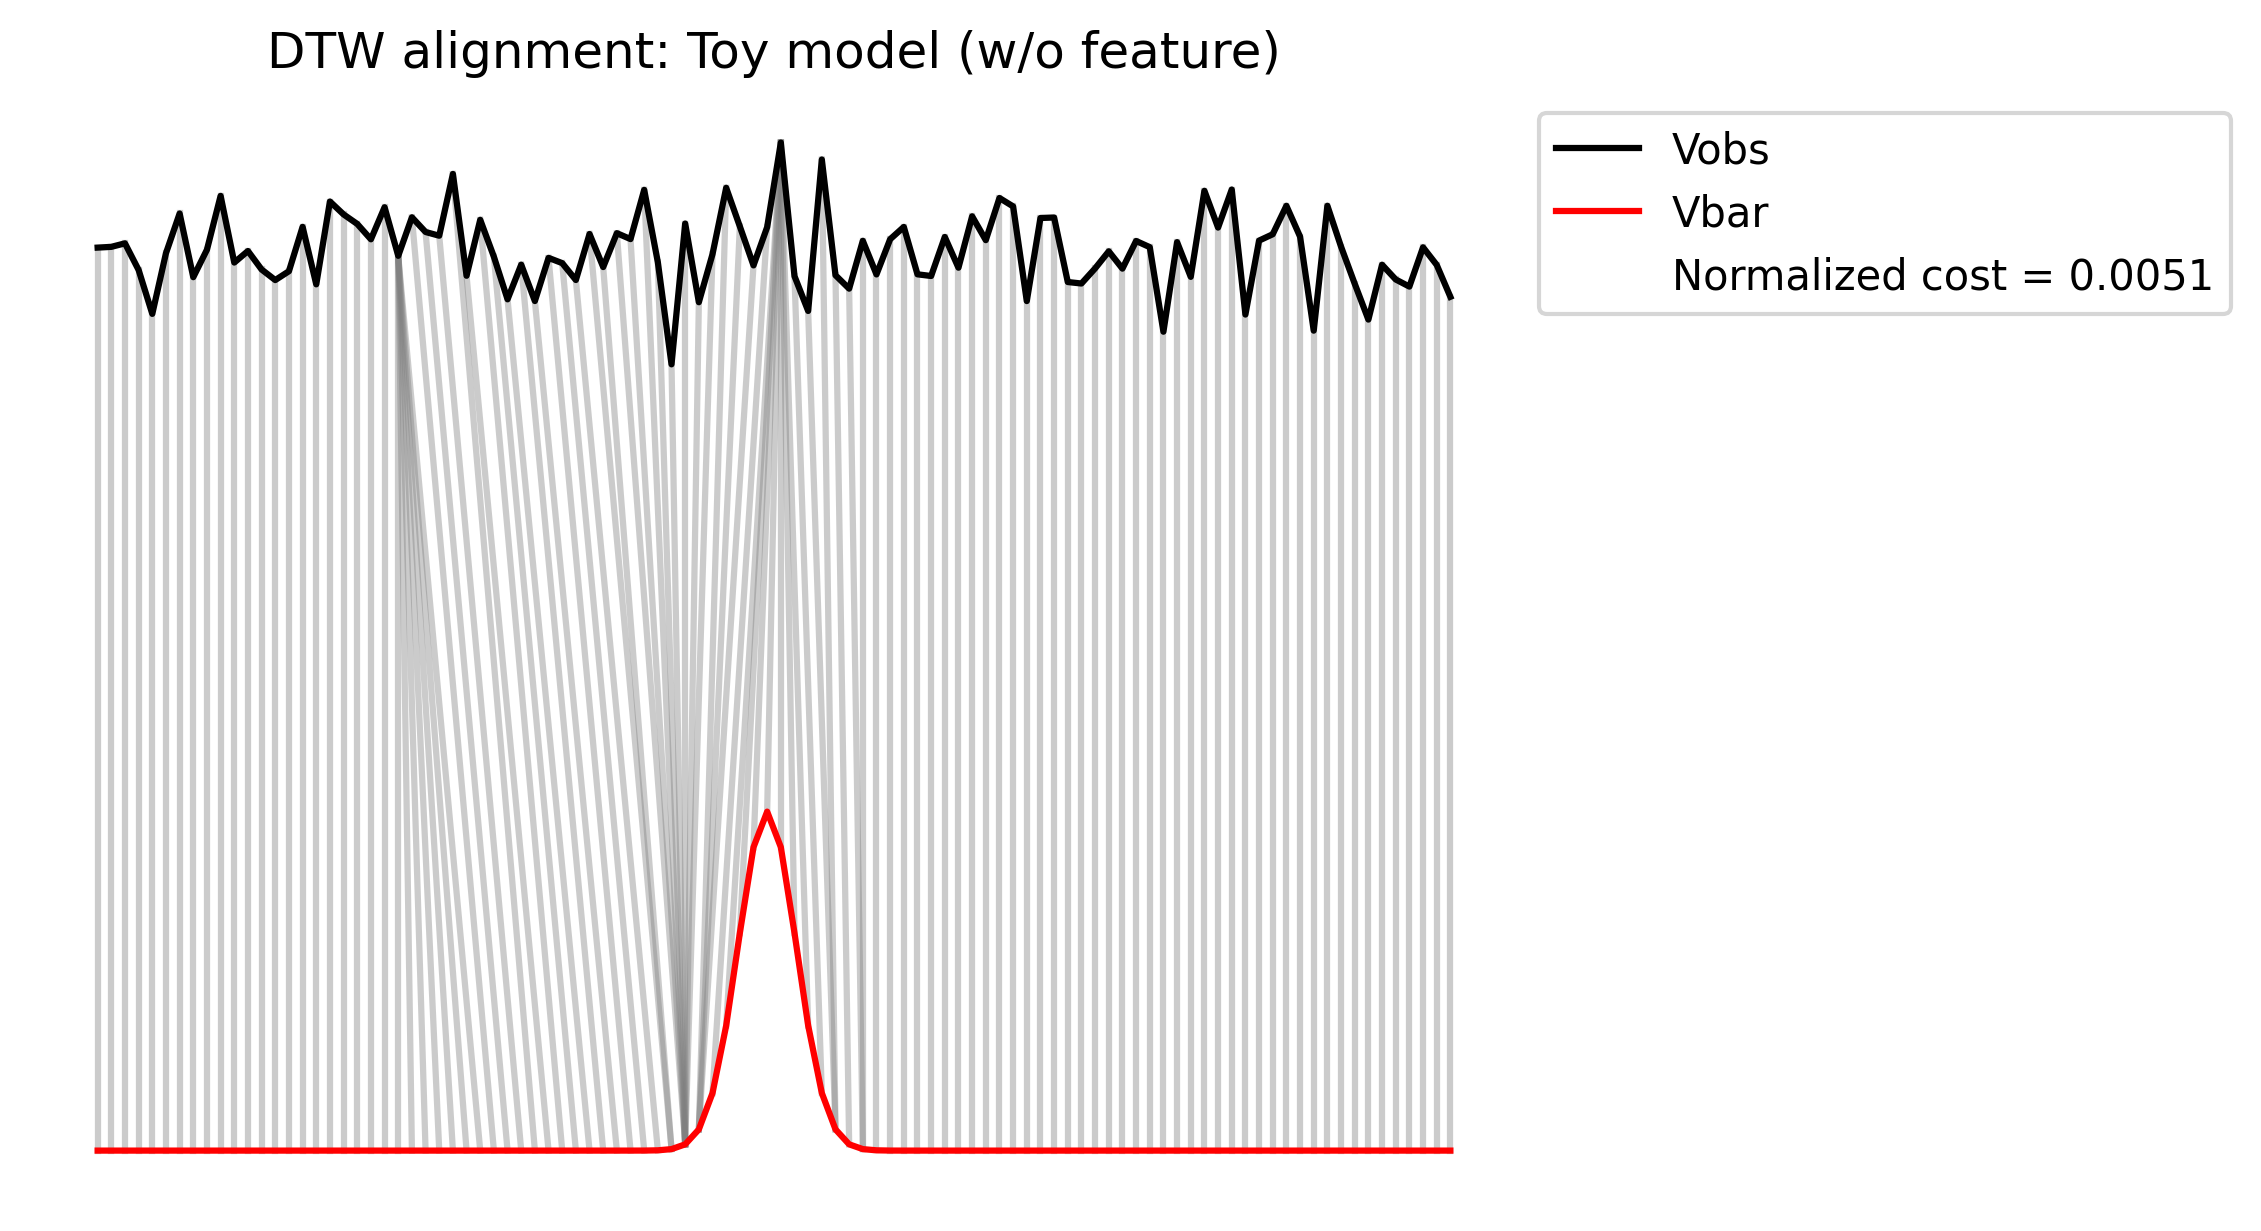 DTW alignment: Toy model (w/o feature)
Vobs
Vbar
Normalized cost = 0.0051